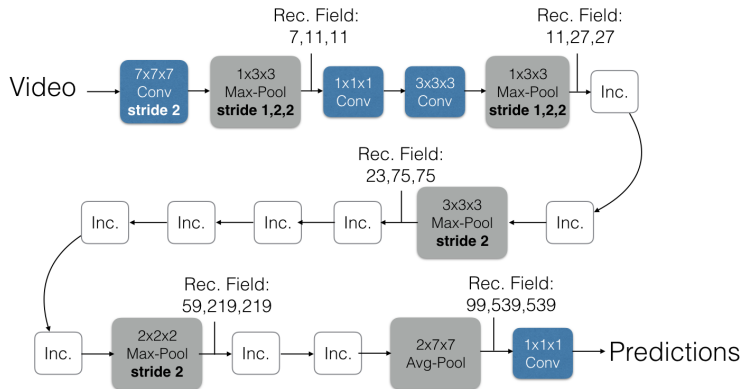 Rec. Field:
7,11,11
Rec. Field:
11,27,27
Video
7x7x7
Conv
stride 2
1x3x3
Max-Pool
stride 1,2,2
1x1x1
Conv
3x3x3
Conv
1x3x3
Max-Pool
stride 1,2,2
Inc.
Rec. Field:
23,75,75
Inc.
Inc.
Inc.
Inc.
3x3x3
Max-Pool
stride 2
Inc.
Rec. Field:
59,219,219
Rec. Field:
99,539,539
Inc.
2x2x2
Max-Pool
stride 2
Inc.
Inc.
2x7x7
Avg-Pool
1x1x1
Conv
Predictions